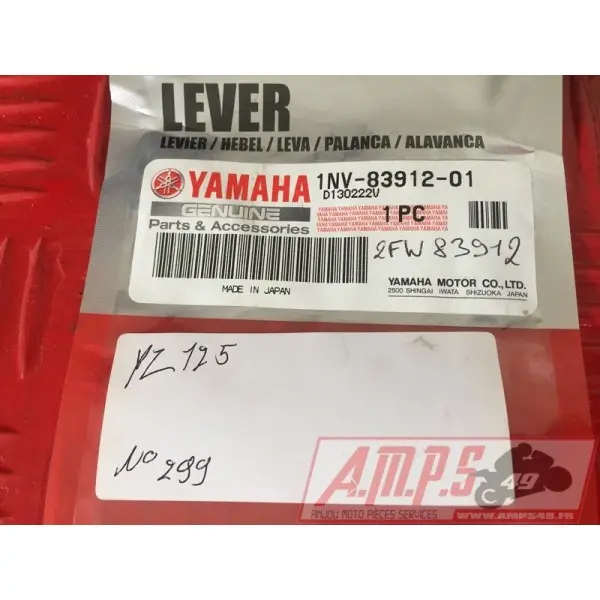 LEVER
LEVIER / HEBEL / LEVA / PALANCA / ALAVANCA
YAMAHA 1NV-83912-01
D130222V
GENUINE
1 PC
Parts & Accessories
2FW 83912
MADE IN JAPAN
YAMAHA MOTOR CO.,LTD.
2500 SHINGAI IWATA SHIZUOKA JAPAN
YZ 125
No 299
A.M.P.S 49
ANJOU MOTO PIÈCES SERVICES
WWW.AMPS49.FR